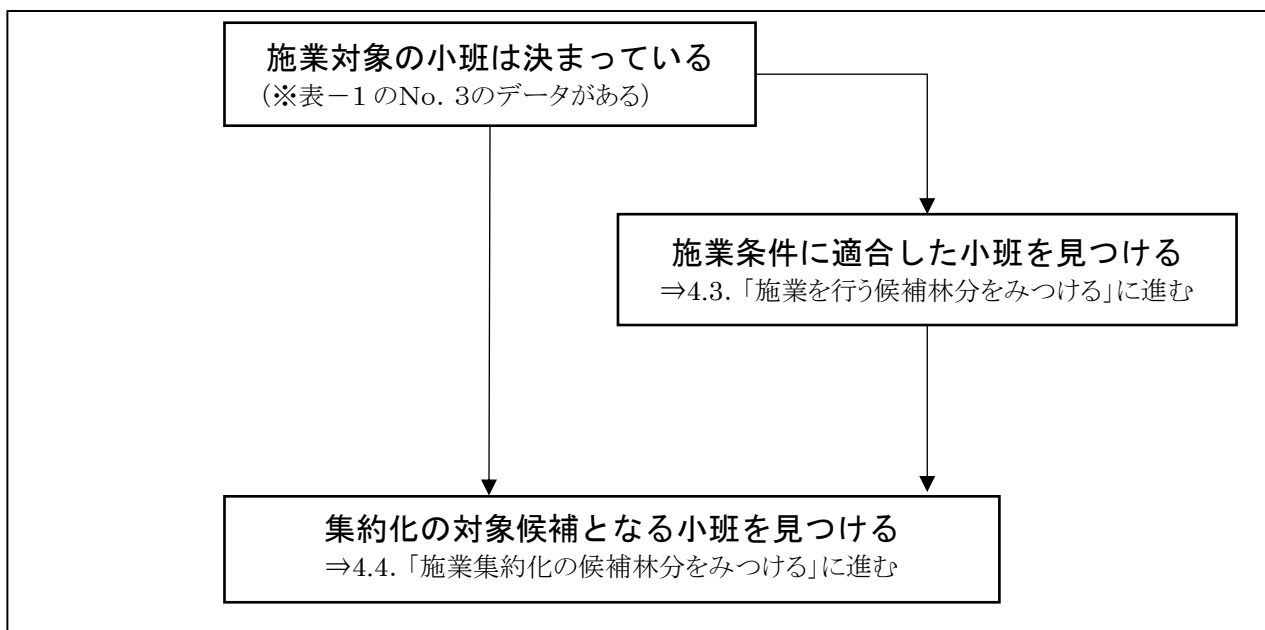 施業対象の小班は決まっている
（※表－1のNo. 3のデータがある）
施業条件に適合した小班を見つける
⇒4.3.「施業を行う候補林分をみつける」に進む
集約化の対象候補となる小班を見つける
⇒4.4.「施業集約化の候補林分をみつける」に進む